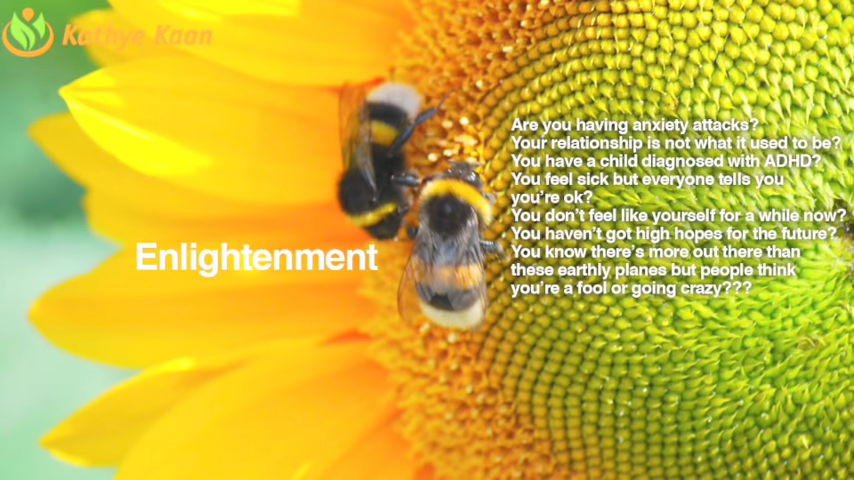 Kathye Kaan
Enlightenment
Are you having anxiety attacks?
Your relationship is not what it used to be?
You have a child diagnosed with ADHD?
You feel sick but everyone tells you
you're ok?
You don't feel like yourself for a while now?
You haven't got high hopes for the future?
You know there's more out there than
these earthly planes but people think
you're a fool or going crazy???